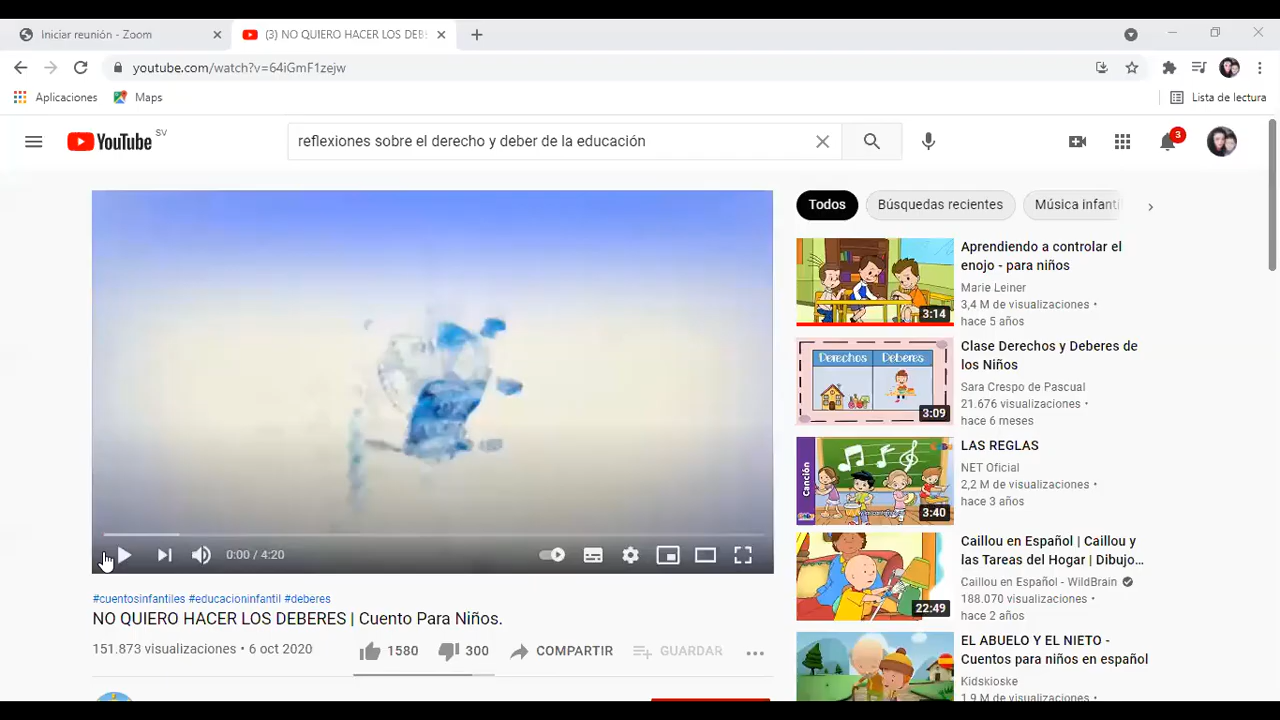 Iniciar reunión - Zoom
(3) NO QUIERO HACER LOS DEB
youtube.com/watch?v=64iGmF1zejw
Aplicaciones
Maps
Lista de lectura
YouTube SV
reflexiones sobre el derecho y deber de la educación
3
Todos
Búsquedas recientes
Música infanti
Aprendiendo a controlar el
enojo - para niños
Marie Leiner
3,4 M de visualizaciones •
hace 5 años
3:14
Derechos
Deberes
3:09
Clase Derechos y Deberes de
los Niños
Sara Crespo de Pascual
21.676 visualizaciones •
hace 6 meses
Canción
3:40
LAS REGLAS
NET Oficial
2,2 M de visualizaciones •
hace 3 años
22:49
Caillou en Español | Caillou y
las Tareas del Hogar | Dibujo…
Caillou en Español - WildBrain
188.070 visualizaciones •
hace 2 años
EL ABUELO Y EL NIETO -
Cuentos para niños en español
Kidskioske
1,9 M de visualizaciones •
0:00 / 4:20
#cuentosinfantiles #educacioninfantil #deberes
NO QUIERO HACER LOS DEBERES | Cuento Para Niños.
151.873 visualizaciones • 6 oct 2020
1580
300
COMPARTIR
GUARDAR